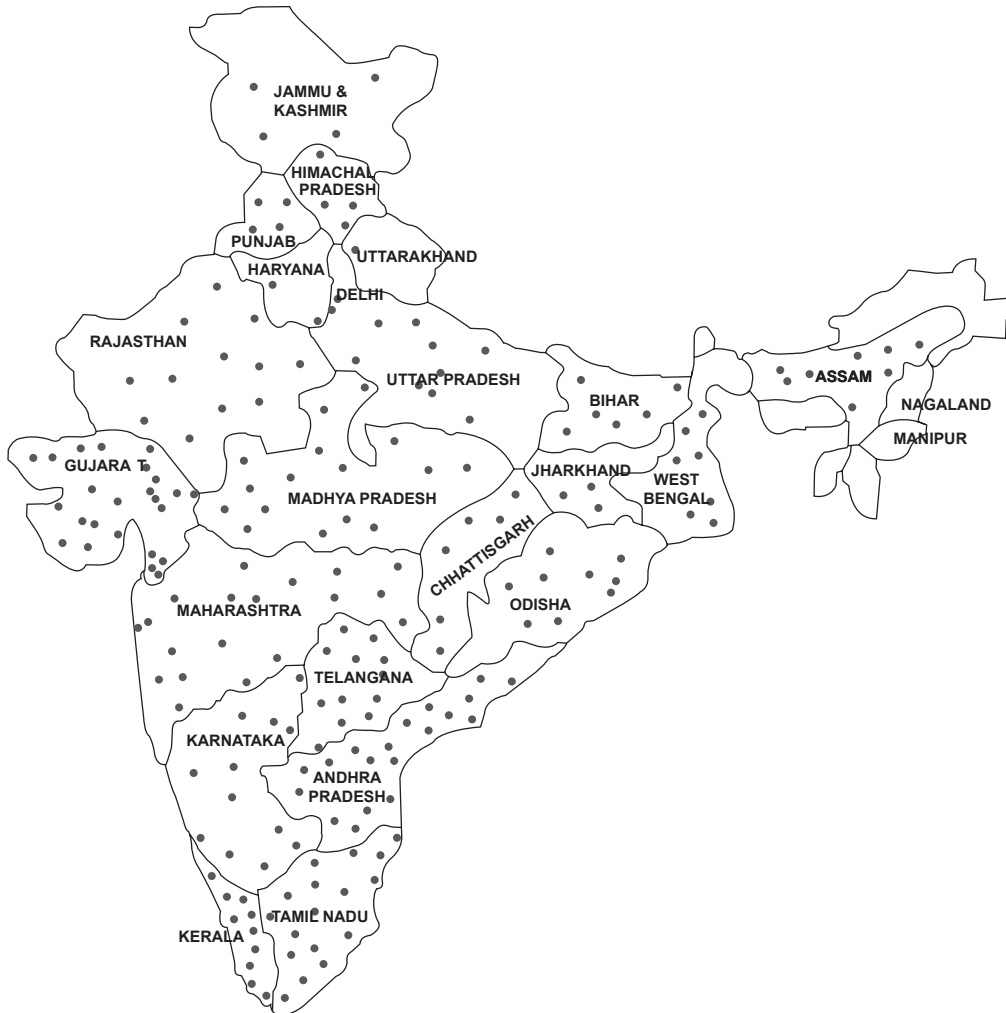 JAMMU &
KASHMIR
HIMACHAL
PRADESH
PUNJAB
UTTARAKHAND
HARYANA
DELHI
RAJASTHAN
UTTAR PRADESH
ASSAM
BIHAR
NAGALAND
MANIPUR
GUJARA T
JHARKHAND
WEST
BENGAL
MADHYA PRADESH
CHHATTISGARH
ODISHA
MAHARASHTRA
TELANGANA
KARNATAKA
ANDHRA
PRADESH
TAMIL NADU
KERALA